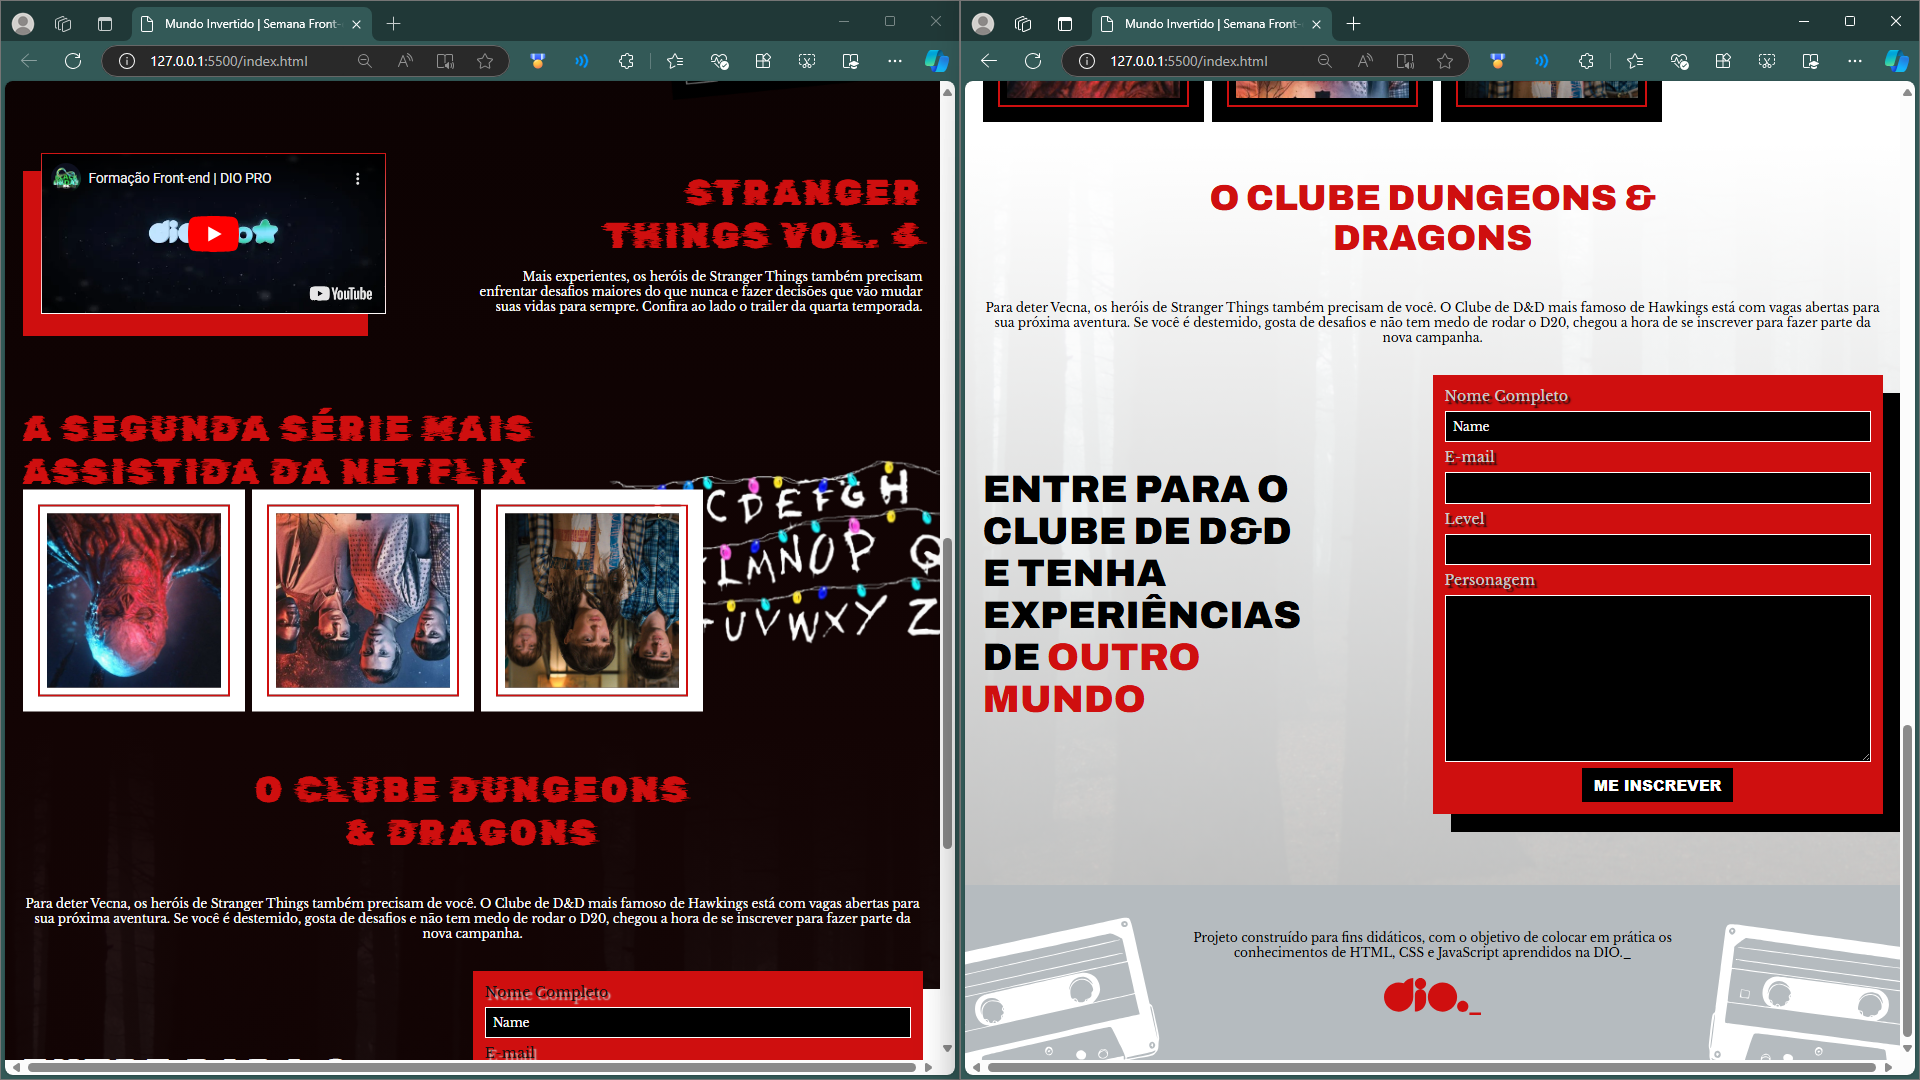 Mundo Invertido | Semana Front-
127.0.0.1:5500/index.html
Formação Front-end | DIO PRO
YouTube
STRANGER
THINGS VOL. 4
Mais experientes, os heróis de Stranger Things também precisam
enfrentar desafios maiores do que nunca e fazer decisões que vão mudar
suas vidas para sempre. Confira ao lado o trailer da quarta temporada.
A SEGUNDA SÉRIE MAIS
ASSISTIDA DA NETFLIX
C D E F G H
L M N O P Q
U V W X Y Z
O CLUBE DUNGEONS
& DRAGONS
Para deter Vecna, os heróis de Stranger Things também precisam de você. O Clube de D&D mais famoso de Hawkings está com vagas abertas para
sua próxima aventura. Se você é destemido, gosta de desafios e não tem medo de rodar o D20, chegou a hora de se inscrever para fazer parte da
nova campanha.
Nome Completo
Name
E-mail
Mundo Invertido | Semana Front-
127.0.0.1:5500/index.html
O CLUBE DUNGEONS &
DRAGONS
Para deter Vecna, os heróis de Stranger Things também precisam de você. O Clube de D&D mais famoso de Hawkings está com vagas abertas para
sua próxima aventura. Se você é destemido, gosta de desafios e não tem medo de rodar o D20, chegou a hora de se inscrever para fazer parte da
nova campanha.
ENTRE PARA O
CLUBE DE D&D
E TENHA
EXPERIÊNCIAS
DE OUTRO
MUNDO
Nome Completo
Name
E-mail
Level
Personagem
ME INSCREVER
Projeto construído para fins didáticos, com o objetivo de colocar em prática os
conhecimentos de HTML, CSS e JavaScript aprendidos na DIO._
dio._